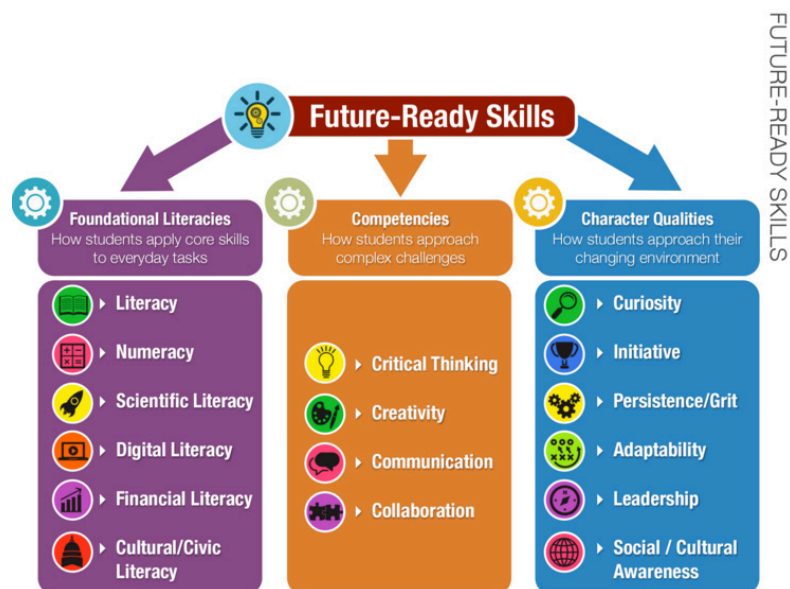 FUTURE-READY SKILLS
Future-Ready Skills
Foundational Literacies
How students apply core skills
to everyday tasks
Literacy
Numeracy
Scientific Literacy
Digital Literacy
Financial Literacy
Cultural/Civic
Literacy
Competencies
How students approach
complex challenges
Critical Thinking
Creativity
Communication
Collaboration
Character Qualities
How students approach their
changing environment
Curiosity
Initiative
Persistence/Grit
Adaptability
Leadership
Social / Cultural
Awareness